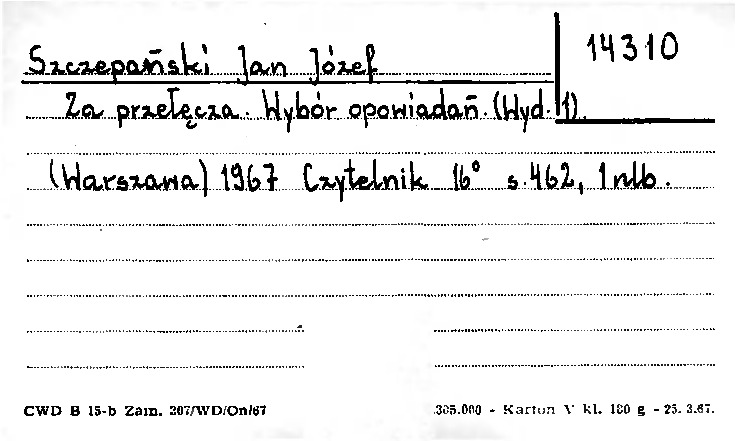 14310
Szczepański Jan Józef
Za przełęcza. Wybór opowiadań. (Wyd. 1).
(Warszawa) 1967 Czytelnik 16° s.462, 1 nlb.
CWD B 15-b Zam. 207/WD/On/67 305.000 - Karton V kl. 180 g - 25. 3.67.